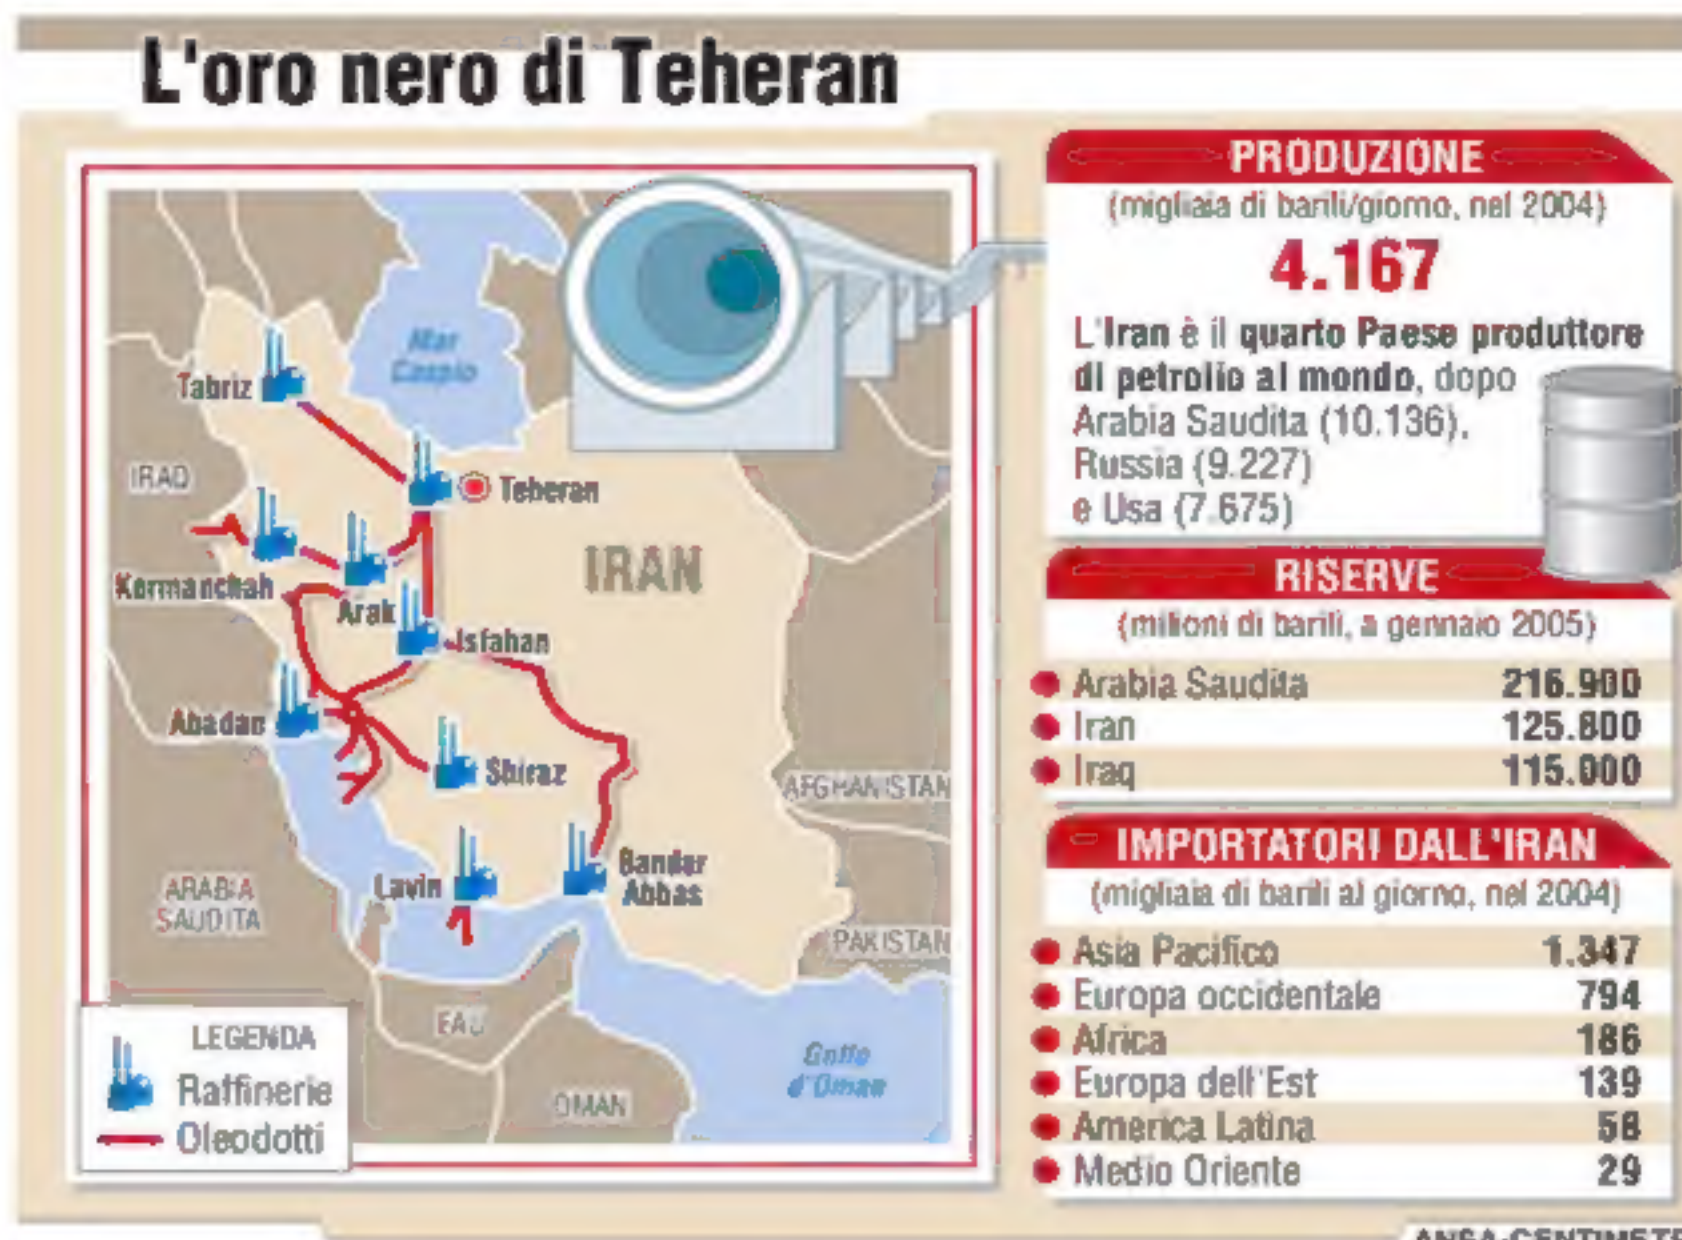 L'oro nero di Teheran
Mar
Caspio
Tabriz
IRAQ
Teheran
IRAN
Kermanchah
Arak
Isfahan
Abadan
Shiraz
AFGHANISTAN
Lavin
Bandar
Abbas
ARABIA
SAUDITA
PAKISTAN
EAU
OMAN
Golfo
d'Oman
LEGENDA
Raffinerie
Oleodotti
PRODUZIONE
(migliaia di barili/giorno, nel 2004)
4.167
L'Iran è il quarto Paese produttore
di petrolio al mondo, dopo
Arabia Saudita (10.136),
Russia (9.227)
e Usa (7.675)
RISERVE
(milioni di barili, a gennaio 2005)
Arabia Saudita 216.900
Iran 125.800
Iraq 115.000
IMPORTATORI DALL'IRAN
(migliaia di barili al giorno, nel 2004)
Asia Pacifico 1.347
Europa occidentale 794
Africa 186
Europa dell'Est 139
America Latina 58
Medio Oriente 29